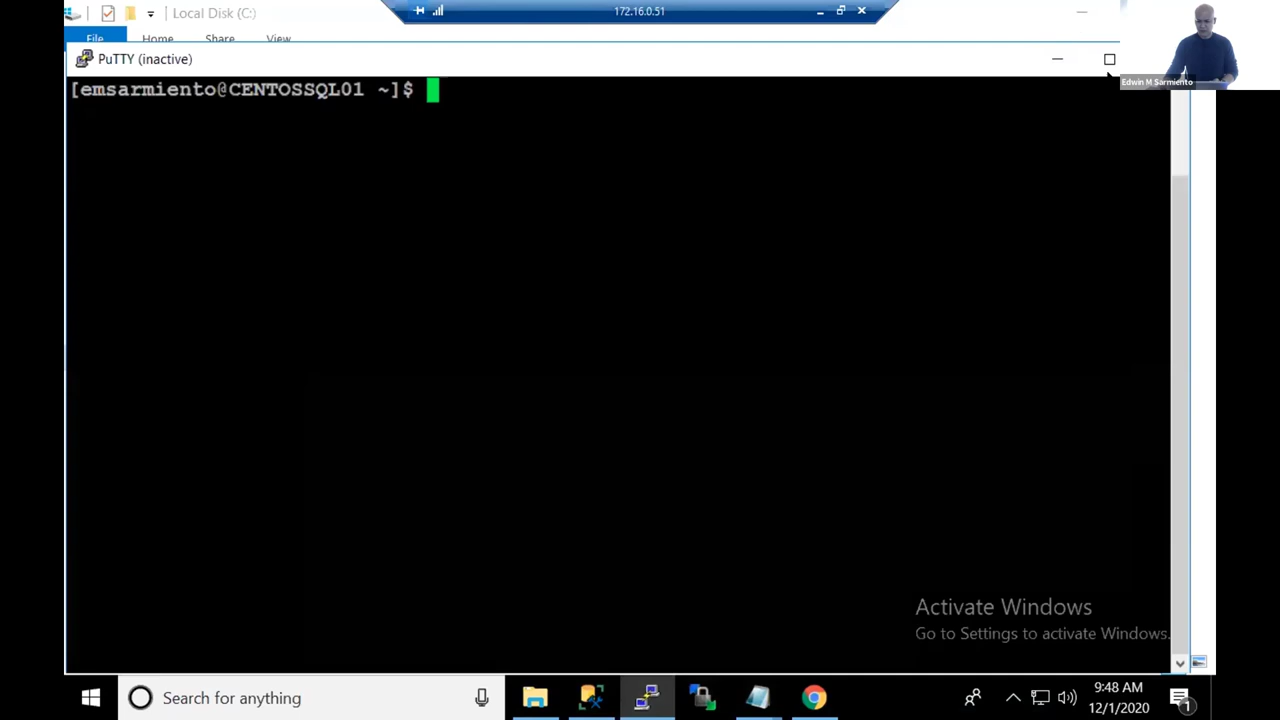 Local Disk (C:)
172.16.0.51
File Home Share View
PuTTY (inactive)
Edwin M Sarmiento
[emsarmiento@CENTOSSQL01 ~]$
Activate Windows
Go to Settings to activate Windows.
Search for anything
9:48 AM
12/1/2020
1